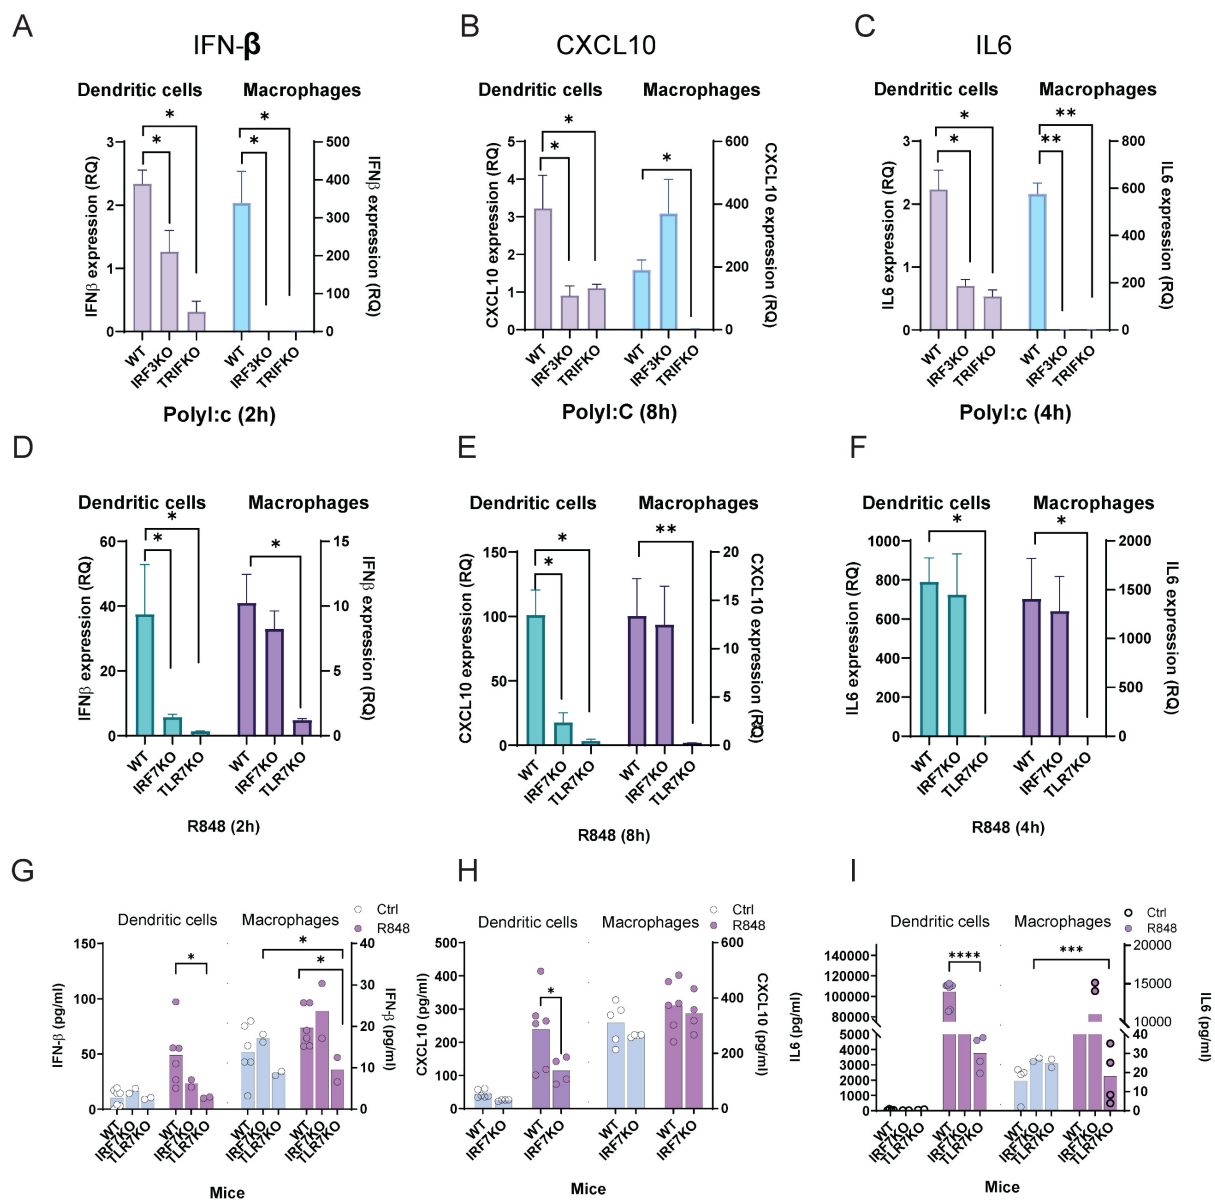 A
IFN-β
Dendritic cells
Macrophages
*
*
*
*
3
2
1
0
IFNβ expression (RQ)
500
400
300
200
100
0
IFNβ expression (RQ)
WT
IRF3KO
TRIFKO
WT
IRF3KO
TRIFKO
PolyI:c (2h)
B
CXCL10
Dendritic cells
Macrophages
*
*
*
5
4
3
2
1
0
CXCL10 expression (RQ)
600
400
200
0
CXCL10 expression (RQ)
WT
IRF3KO
TRIFKO
WT
IRF3KO
TRIFKO
PolyI:C (8h)
C
IL6
Dendritic cells
Macrophages
*
*
**
**
3
2
1
0
IL6 expression (RQ)
800
600
400
200
0
IL6 expression (RQ)
WT
IRF3KO
TRIFKO
WT
IRF3KO
TRIFKO
PolyI:c (4h)
D
Dendritic cells
Macrophages
*
*
*
60
40
20
0
IFNβ expression (RQ)
15
10
5
0
IFNβ expression (RQ)
WT
IRF7KO
TLR7KO
WT
IRF7KO
TLR7KO
R848 (2h)
E
Dendritic cells
Macrophages
*
*
**
150
100
50
0
CXCL10 expression (RQ)
20
15
10
5
0
CXCL10 expression (RQ)
WT
IRF7KO
TLR7KO
WT
IRF7KO
TLR7KO
R848 (8h)
F
Dendritic cells
Macrophages
*
*
1000
800
600
400
200
0
IL6 expression (RQ)
2000
1500
1000
500
0
IL6 expression (RQ)
WT
IRF7KO
TLR7KO
WT
IRF7KO
TLR7KO
R848 (4h)
G
Ctrl
R848
Dendritic cells
Macrophages
*
*
*
150
100
50
0
IFN-β (pg/ml)
40
30
20
10
0
IFN-β (pg/ml)
WT
IRF7KO
TLR7KO
WT
IRF7KO
TLR7KO
WT
IRF7KO
TLR7KO
WT
IRF7KO
TLR7KO
Mice
H
Ctrl
R848
Dendritic cells
Macrophages
*
500
400
300
200
100
0
CXCL10 (pg/ml)
600
400
200
0
CXCL10 (pg/ml)
WT
IRF7KO
WT
IRF7KO
WT
IRF7KO
WT
IRF7KO
Mice
I
Ctrl
R848
Dendritic cells
Macrophages
****
***
140000
120000
100000
80000
5000
4000
3000
2000
1000
0
IL6 (pg/ml)
20000
15000
10000
40
30
20
10
0
IL6 (pg/ml)
WT
IRF7KO
TLR7KO
WT
IRF7KO
TLR7KO
WT
IRF7KO
TLR7KO
WT
IRF7KO
TLR7KO
Mice